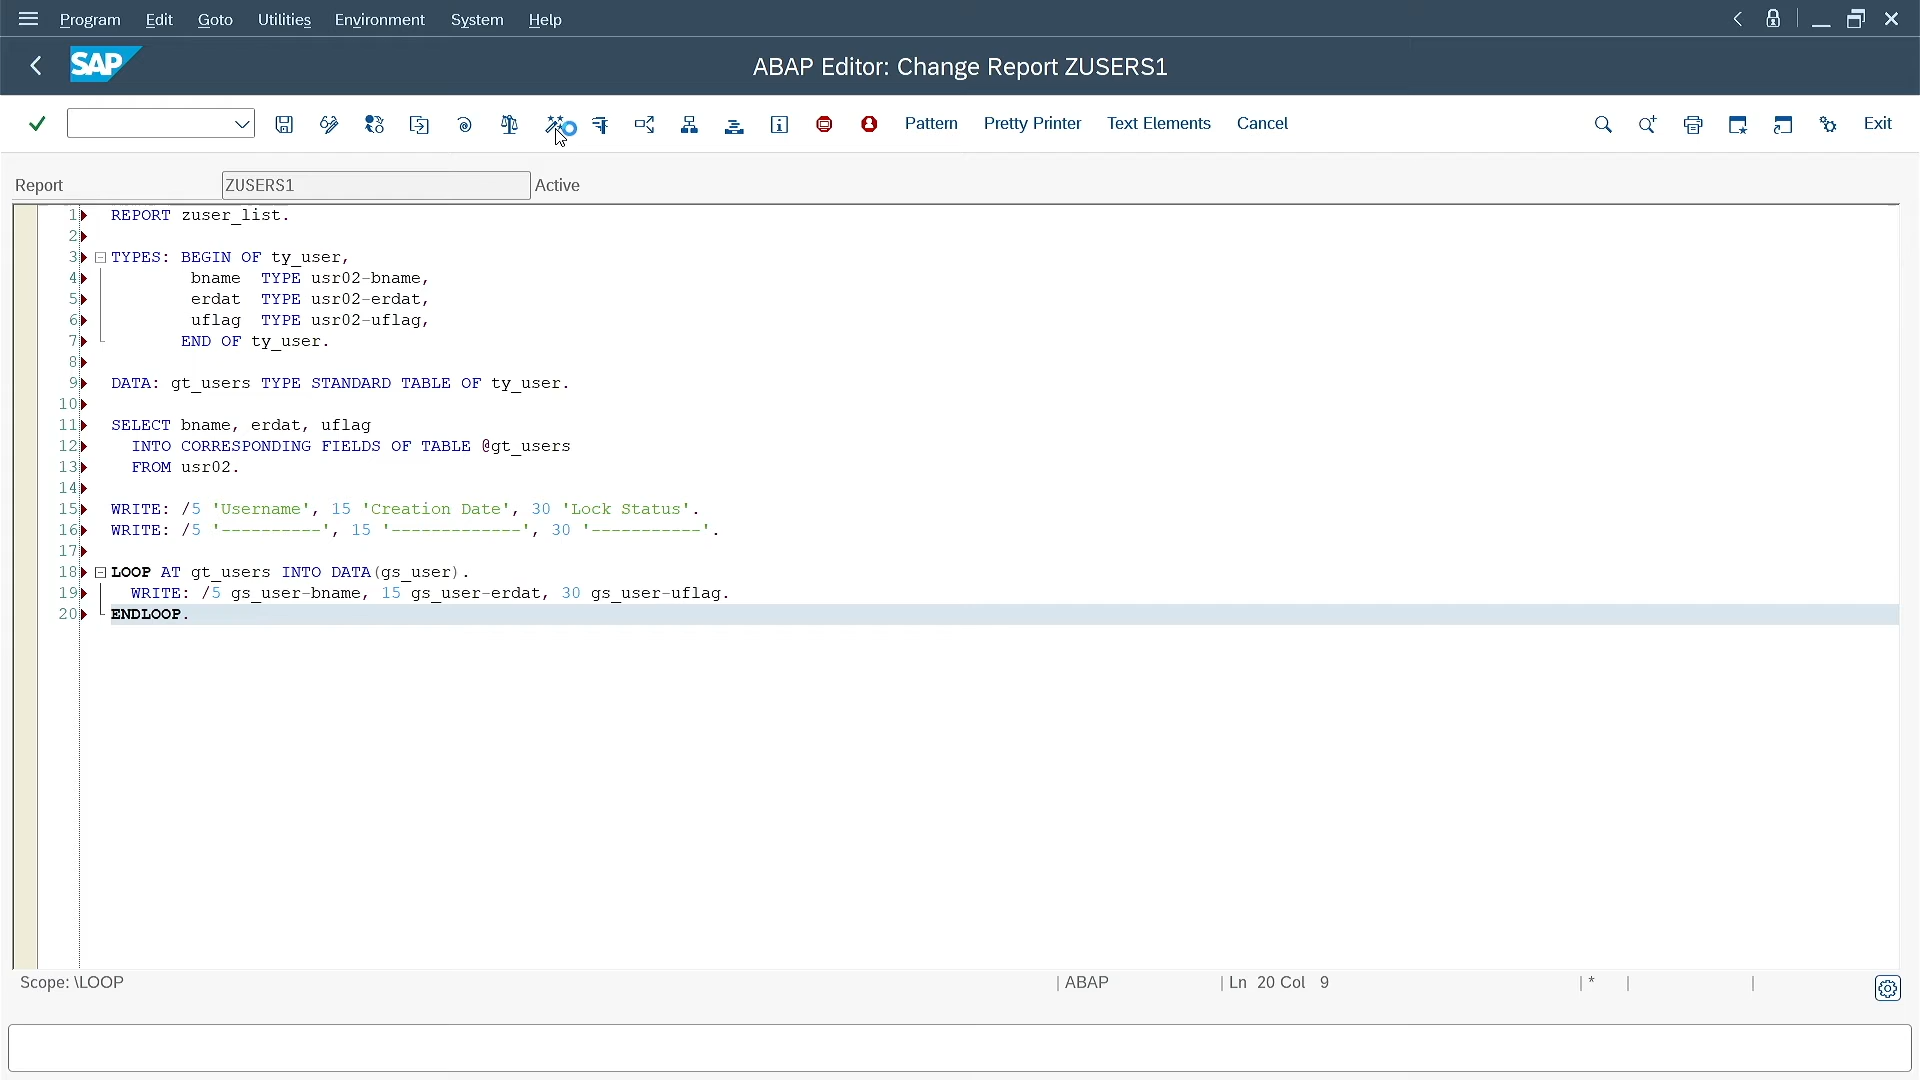 Program Edit Goto Utilities Environment System Help
SAP
ABAP Editor: Change Report ZUSERS1
Pattern Pretty Printer Text Elements Cancel Exit
Report ZUSERS1 Active
1 REPORT zuser_list.
2
3 TYPES: BEGIN OF ty_user,
4 bname TYPE usr02-bname,
5 erdat TYPE usr02-erdat,
6 uflag TYPE usr02-uflag,
7 END OF ty_user.
8
9 DATA: gt_users TYPE STANDARD TABLE OF ty_user.
10
11 SELECT bname, erdat, uflag
12 INTO CORRESPONDING FIELDS OF TABLE @gt_users
13 FROM usr02.
14
15 WRITE: /5 'Username', 15 'Creation Date', 30 'Lock Status'.
16 WRITE: /5 '----------', 15 '-------------', 30 '-----------'.
17
18 LOOP AT gt_users INTO DATA(gs_user).
19 WRITE: /5 gs_user-bname, 15 gs_user-erdat, 30 gs_user-uflag.
20 ENDLOOP.
Scope: \LOOP | ABAP | Ln 20 Col 9 | * | |